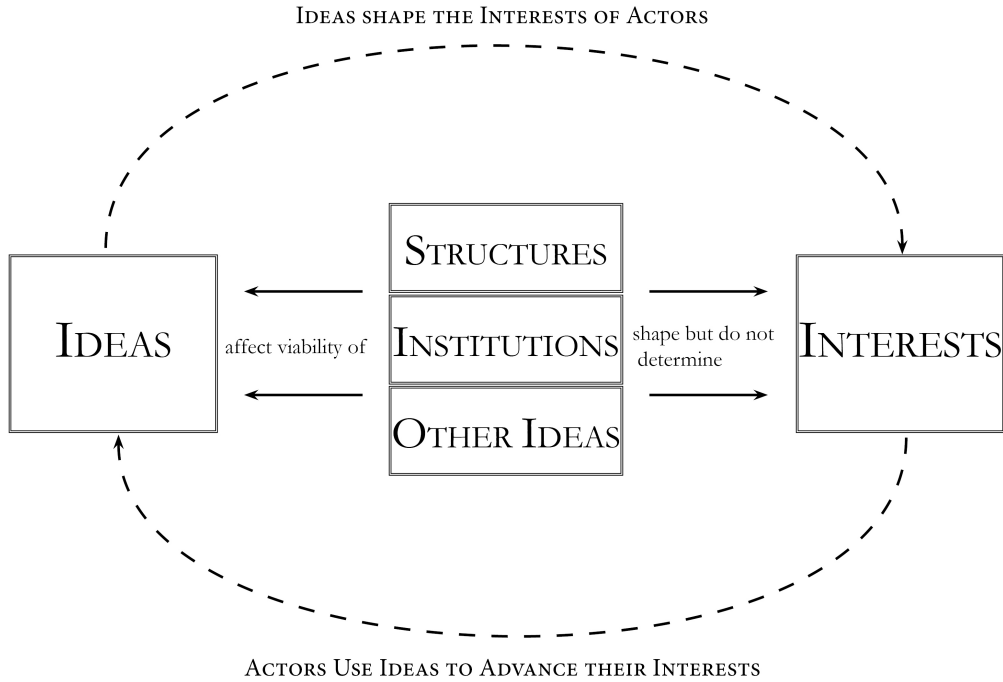 Ideas shape the Interests of Actors
Structures
Ideas
affect viability of
Institutions
shape but do not
determine
Interests
Other Ideas
Actors Use Ideas to Advance their Interests